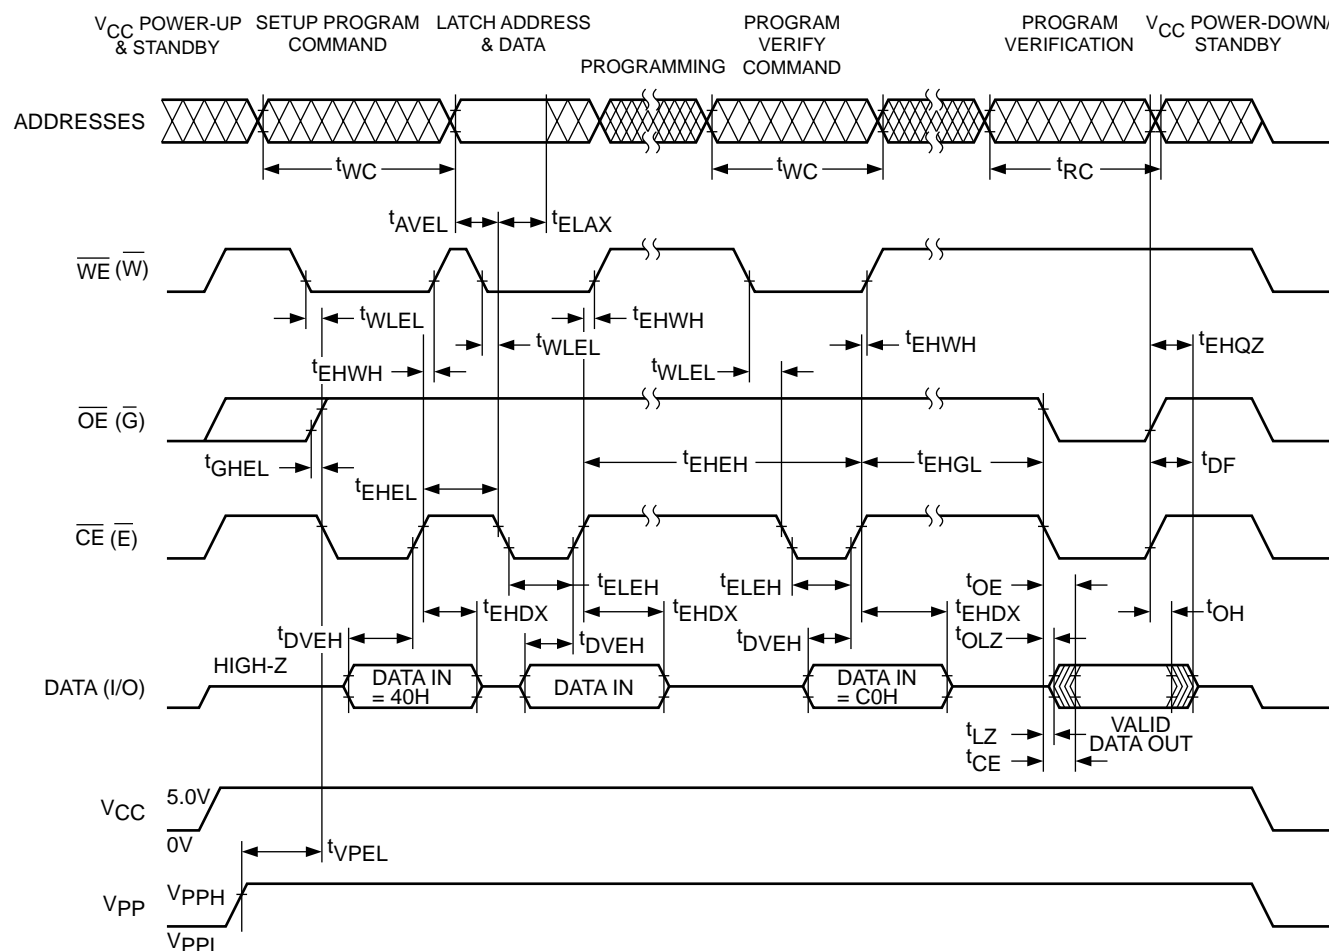 VCC POWER-UP
& STANDBY
SETUP PROGRAM
COMMAND
LATCH ADDRESS
& DATA
PROGRAMMING
PROGRAM
VERIFY
COMMAND
PROGRAM
VERIFICATION
VCC POWER-DOWN/
STANDBY
ADDRESSES
tWC
tWC
tRC
tAVEL
tELAX
WE (W)
tWLEL
tEHWH
tWLEL
tEHWH
tEHWH
tWLEL
tEHQZ
OE (G)
tGHEL
tEHEL
tEHEH
tEHGL
tDF
CE (E)
tELEH
tELEH
tOE
tEHDX
tEHDX
tEHDX
tOH
tDVEH
tDVEH
tDVEH
tOLZ
HIGH-Z
DATA (I/O)
DATA IN
= 40H
DATA IN
DATA IN
= C0H
VALID
DATA OUT
tLZ
tCE
VCC
5.0V
0V
tVPEL
VPP
VPPH
VPPL